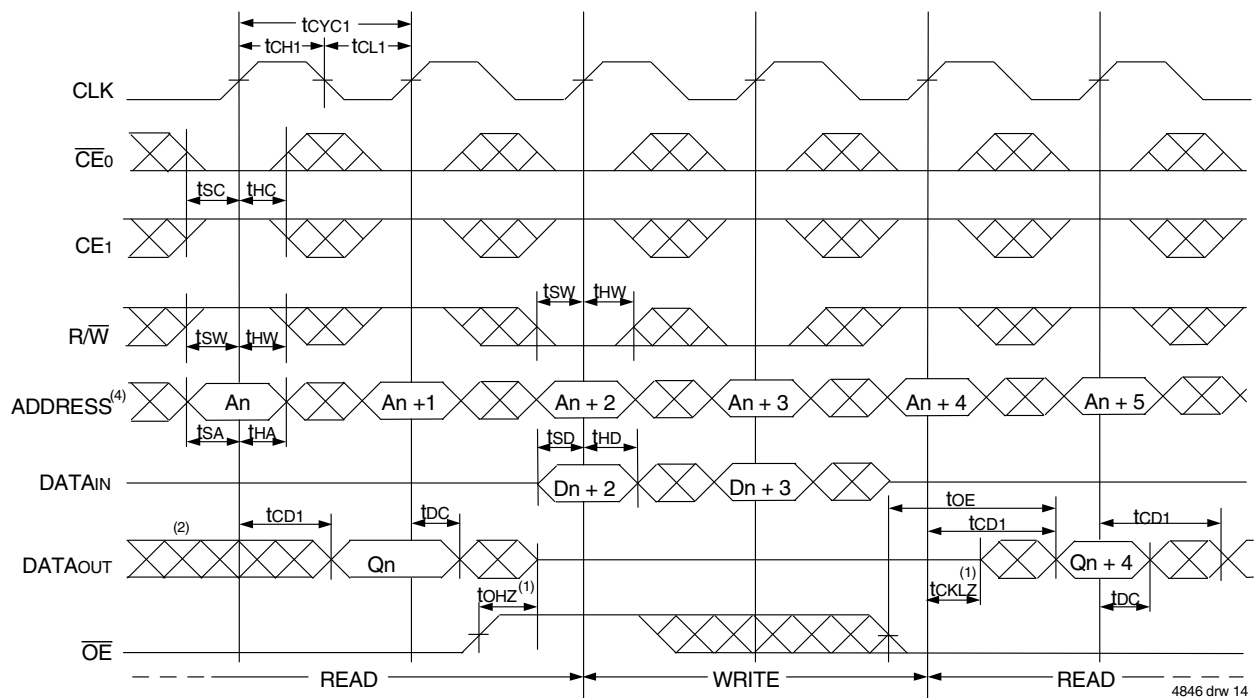 tCYC1
tCH1 tCL1
CLK
CE0
tSC tHC
CE1
tSW tHW
R/W
tSW tHW
ADDRESS(4) An An +1 An + 2 An + 3 An + 4 An + 5
tSA tHA tSD tHD
DATAIN Dn + 2 Dn + 3
tOE
(2) tCD1 tDC tCD1 tCD1
DATAOUT Qn Qn + 4
tOHZ(1) tCKLZ(1) tDC
OE
READ WRITE READ
4846 drw 14